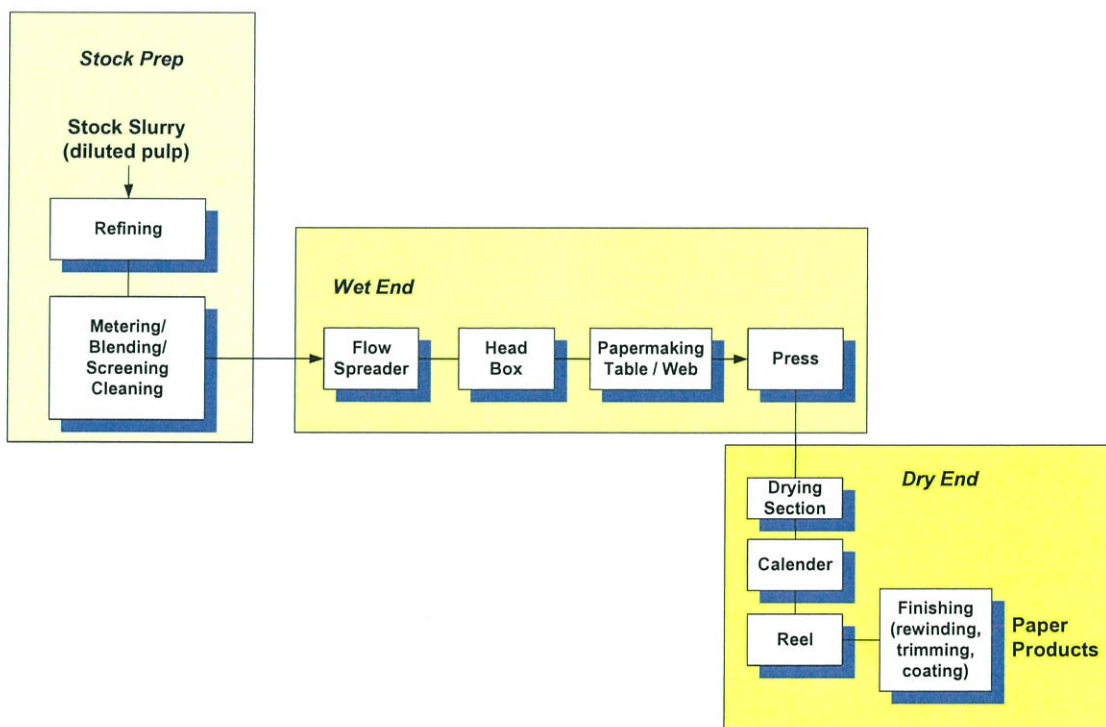 Stock Prep
Stock Slurry
(diluted pulp)
Refining
Metering/
Blending/
Screening
Cleaning
Wet End
Flow
Spreader
Head
Box
Papermaking
Table / Web
Press
Dry End
Drying
Section
Calender
Reel
Finishing
(rewinding,
trimming,
coating)
Paper
Products